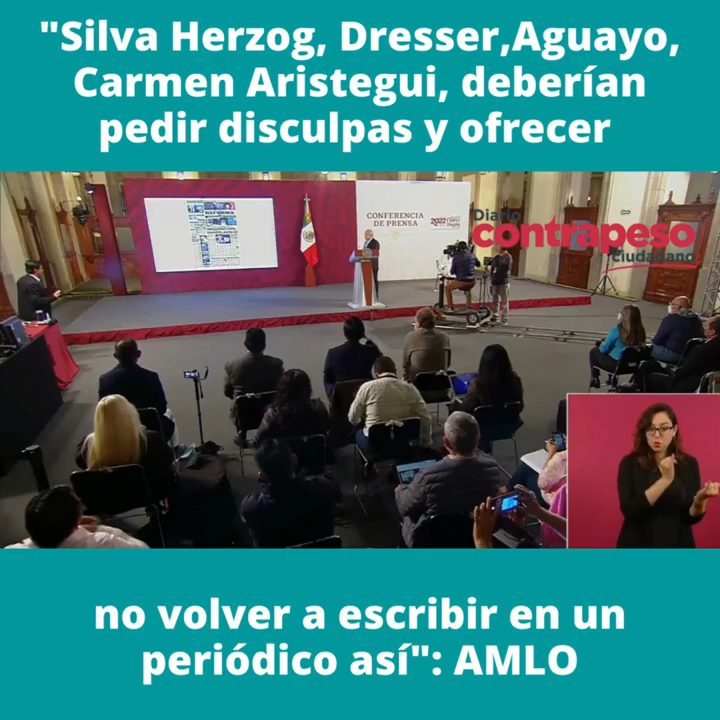 "Silva Herzog, Dresser,Aguayo,
Carmen Aristegui, deberían
pedir disculpas y ofrecer
REFORMA
CONFERENCIA
DE PRENSA
2022
Diario
contrapeso
ciudadano
no volver a escribir en un
periódico así": AMLO